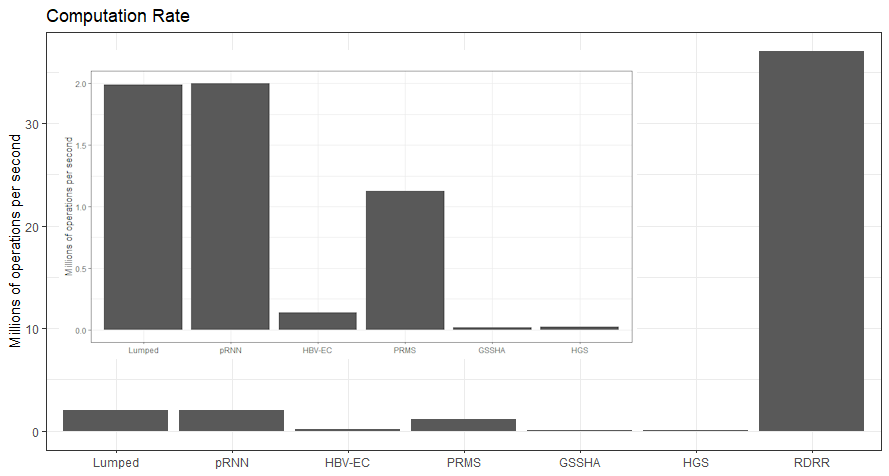 Computation Rate
Millions of operations per second
30
20
10
0
Millions of operations per second
2.0
1.5
1.0
0.5
0.0
Lumped pRNN HBV-EC PRMS GSSHA HGS
Lumped pRNN HBV-EC PRMS GSSHA HGS RDRR